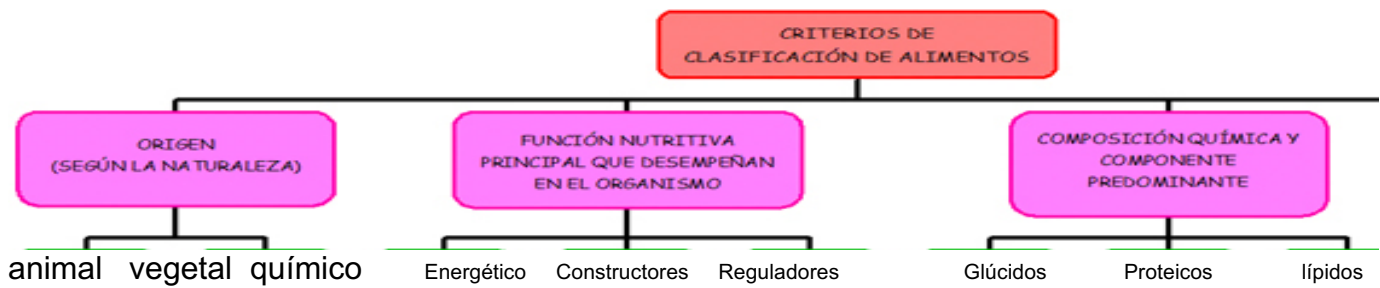 CRITERIOS DE
CLASIFICACIÓN DE ALIMENTOS
ORIGEN
(SEGÚN LA NATURALEZA)
FUNCIÓN NUTRITIVA
PRINCIPAL QUE DESEMPEÑAN
EN EL ORGANISMO
COMPOSICIÓN QUÍMICA Y
COMPONENTE
PREDOMINANTE
animal vegetal químico
Energético Constructores Reguladores
Glúcidos Proteicos lípidos